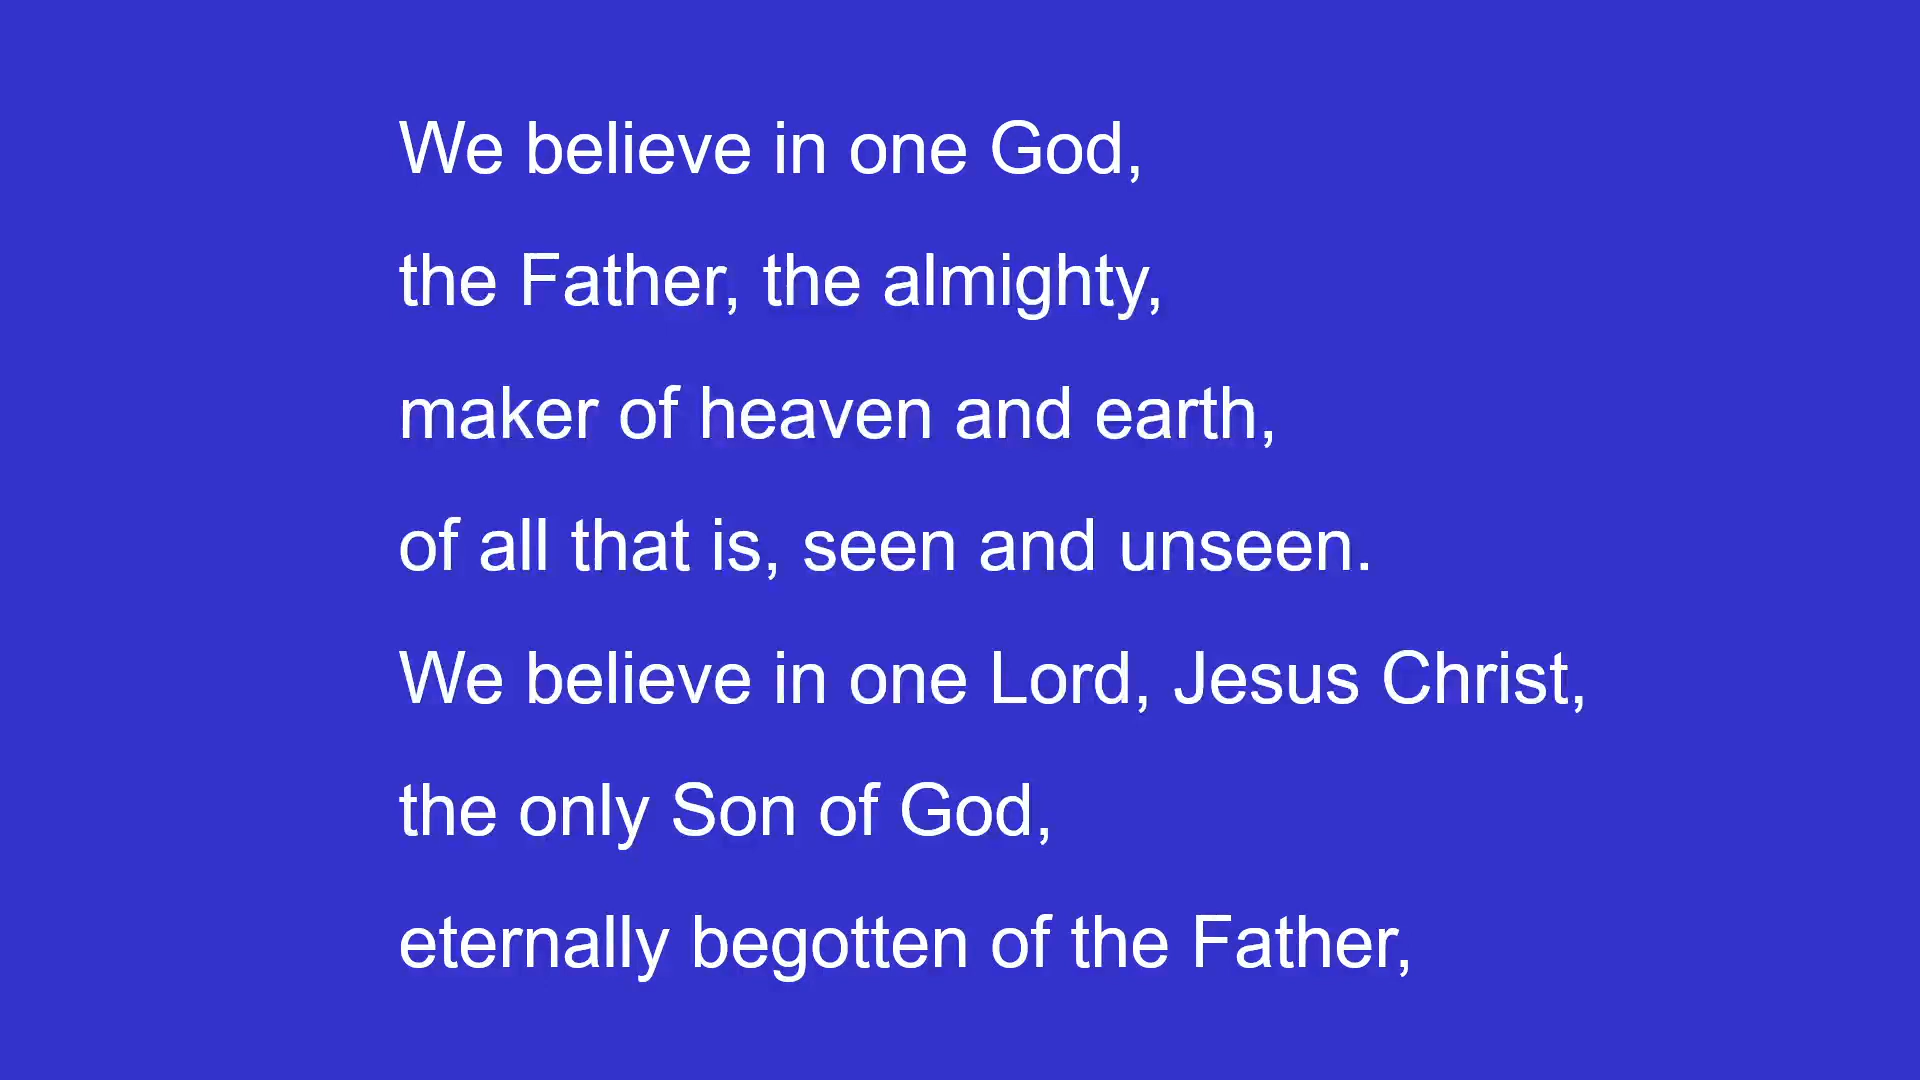 We believe in one God,
the Father, the almighty,
maker of heaven and earth,
of all that is, seen and unseen.
We believe in one Lord, Jesus Christ,
the only Son of God,
eternally begotten of the Father,